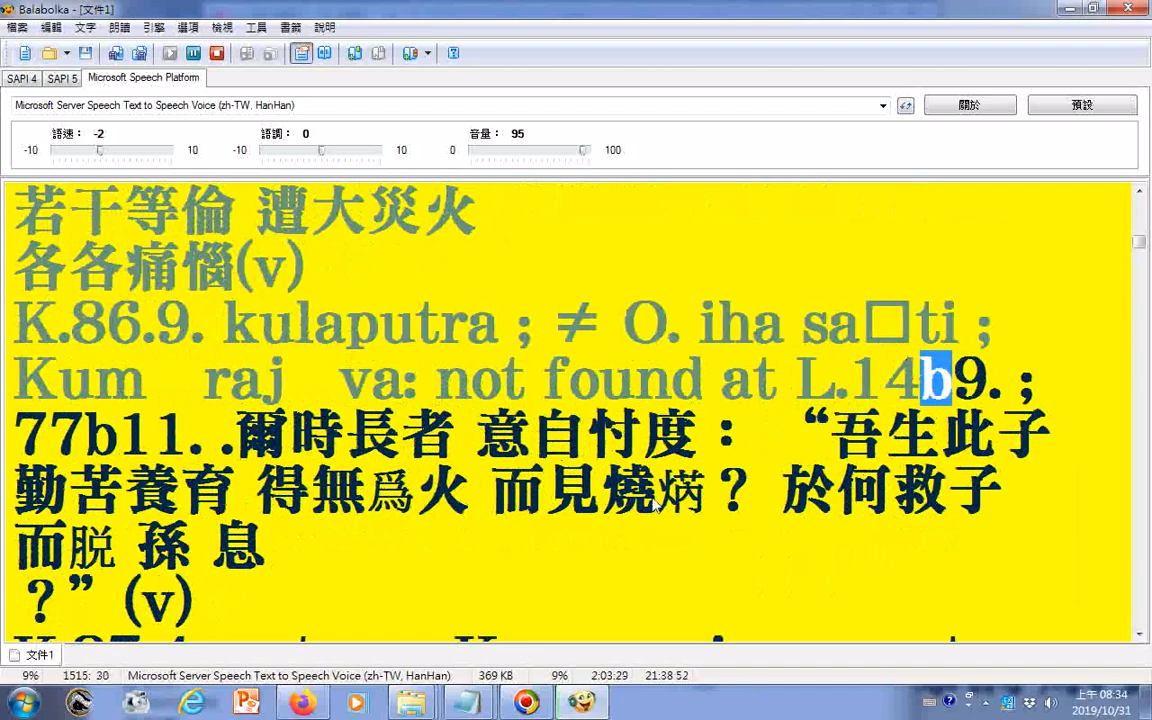 Balabolka - [文件1]
檔案 編輯 文字 朗讀 引擎 選項 檢視 工具 書籤 說明
SAPI 4 SAPI 5 Microsoft Speech Platform
Microsoft Server Speech Text to Speech Voice (zh-TW, HanHan) 關於 預設
語速： -2 語調： 0 音量： 95
-10 10 -10 10 0 100
若干等倫 遭大災火
各各痛惱(v)
K.86.9. kulaputra ; ≠ O. iha sa□ti ;
Kum raj va: not found at L.14b9. ;
77b11. .爾時長者 意自忖度： “吾生此子
勤苦養育 得無爲火 而見燒焫？ 於何救子
而脱 孫 息
？” (v)
文件1
9% 1515: 30 Microsoft Server Speech Text to Speech Voice (zh-TW, HanHan) 369 KB 9% 2:03:29 21:38 52
上午 08:34
2019/10/31